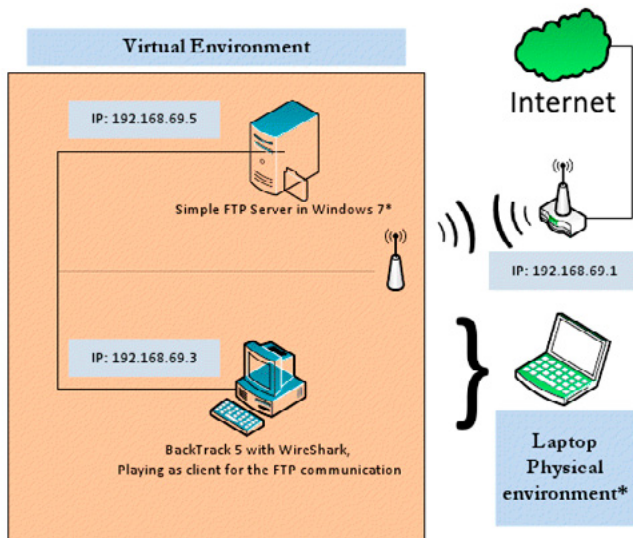 Virtual Environment
IP: 192.168.69.5
Simple FTP Server in Windows 7*
IP: 192.168.69.3
BackTrack 5 with WireShark,
Playing as client for the FTP communication
Internet
IP: 192.168.69.1
Laptop
Physical
environment*